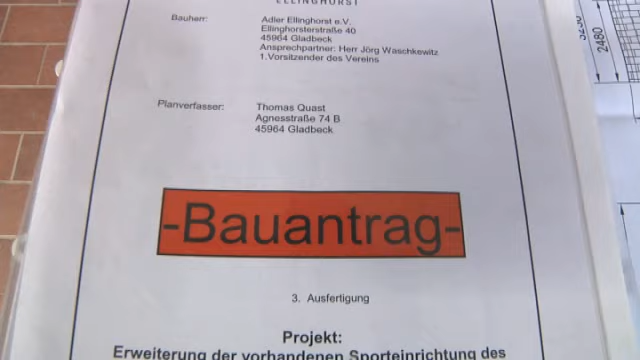 ELLINGHORST
Bauherr: Adler Ellinghorst e.V.
Ellinghorsterstraße 40
45964 Gladbeck
Ansprechpartner: Herr Jörg Waschkewitz
1.Vorsitzender des Vereins
Planverfasser: Thomas Quast
Agnesstraße 74 B
45964 Gladbeck
-Bauantrag-
3. Ausfertigung
Projekt:
Erweiterung der vorhandenen Sporteinrichtung des
2480